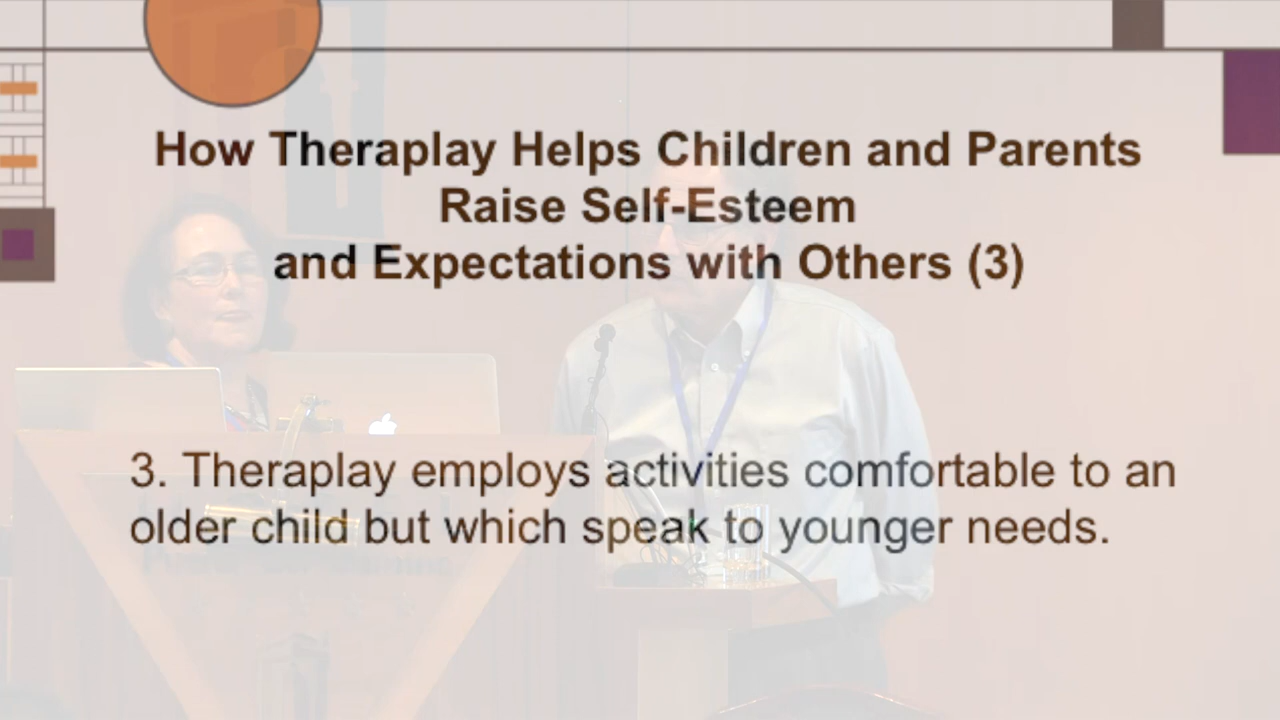 How Theraplay Helps Children and Parents
Raise Self-Esteem
and Expectations with Others (3)
3. Theraplay employs activities comfortable to an
older child but which speak to younger needs.